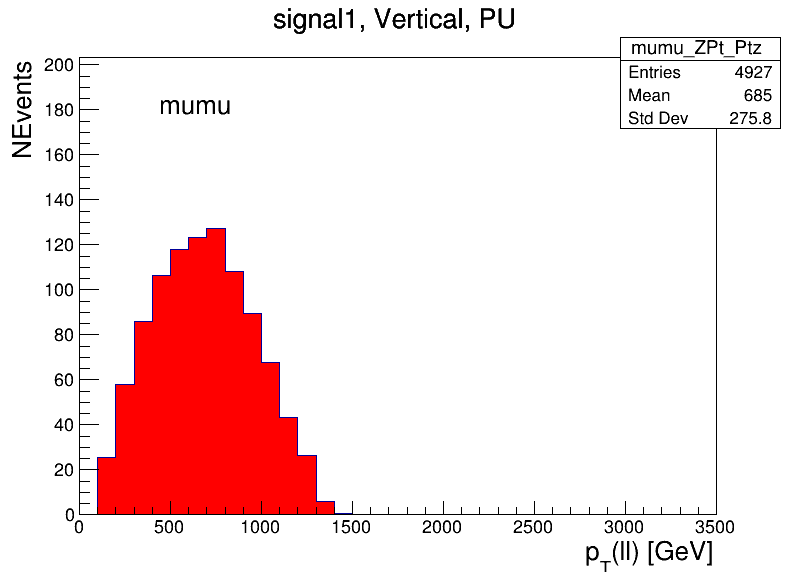 signal1, Vertical, PU
mumu_ZPt_Ptz
Entries 4927
Mean 685
Std Dev 275.8
NEvents
mumu
200
180
160
140
120
100
80
60
40
20
0
0 500 1000 1500 2000 2500 3000 3500
p_T(ll) [GeV]